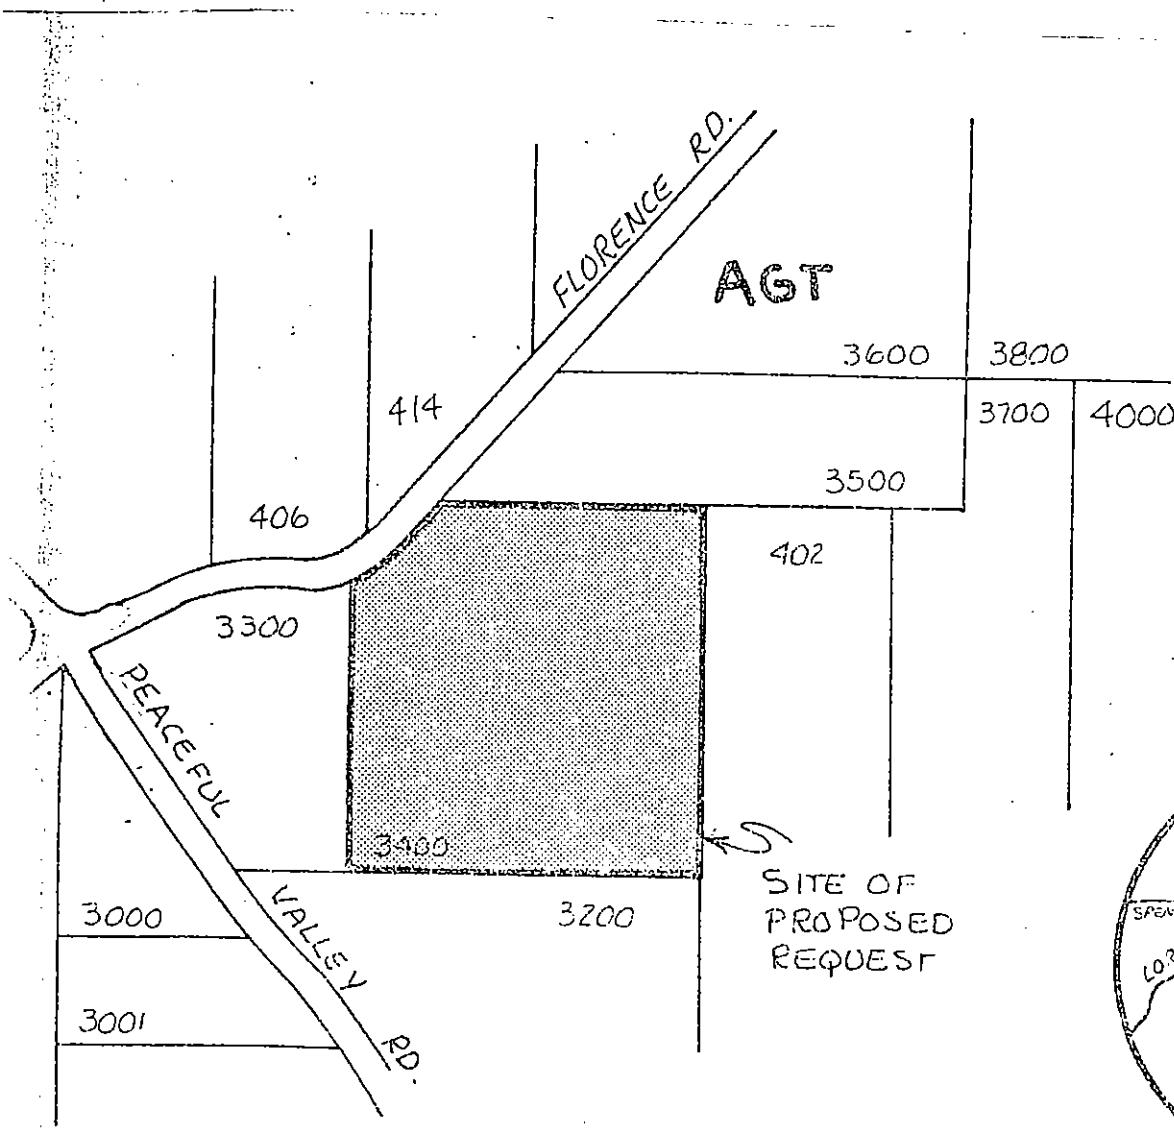 FLORENCE RD.
AGT
3600
3800
414
3700
4000
3500
406
402
3300
PEACEFUL
VALLEY
RD.
3400
3000
3200
SITE OF
PROPOSED
REQUEST
3001